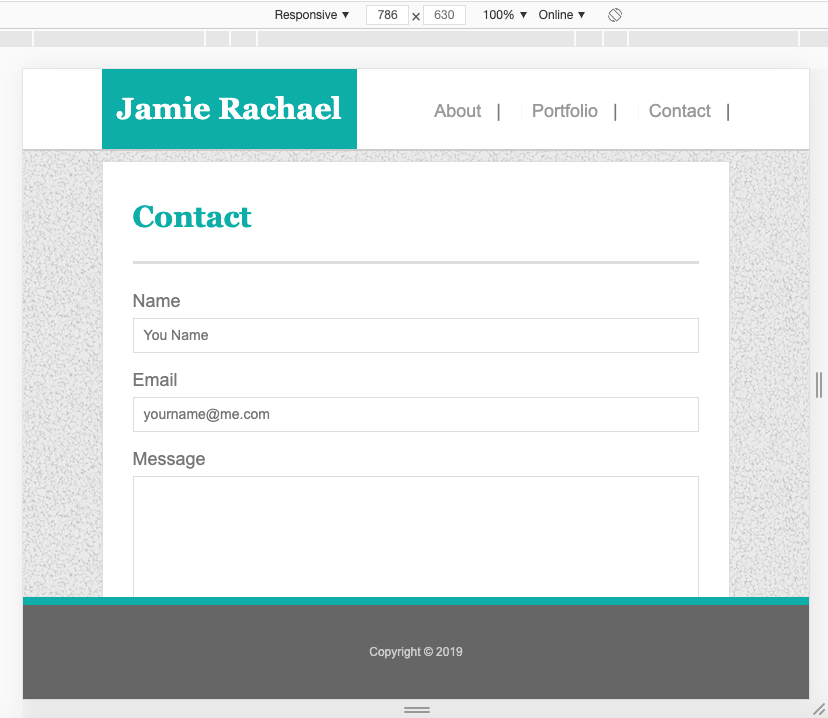 Responsive ▼ 786 × 630 100% ▼ Online ▼
Jamie Rachael About | Portfolio | Contact |
Contact
Name
You Name
Email
yourname@me.com
Message
Copyright © 2019